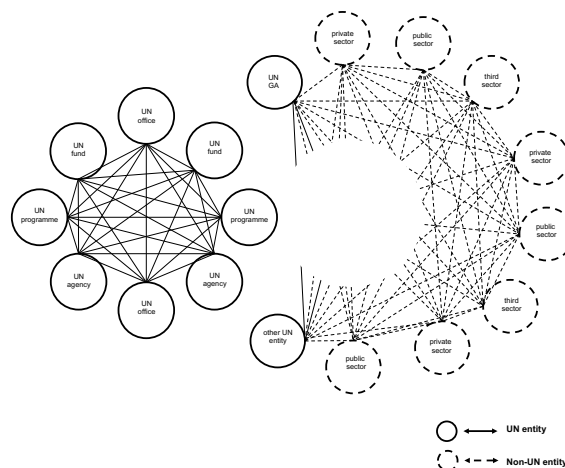 private
sector
public
sector
UN
GA
third
sector
UN
office
UN
fund
UN
fund
private
sector
UN
programme
UN
programme
public
sector
UN
agency
UN
agency
UN
office
third
sector
other UN
entity
public
sector
private
sector
UN entity
Non-UN entity